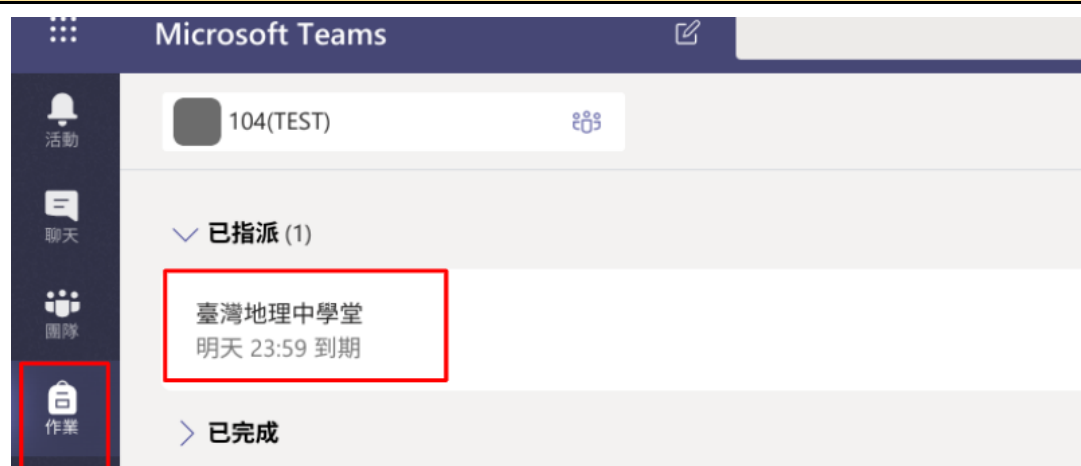 Microsoft Teams
活動
104(TEST)
聊天
已指派 (1)
團隊
臺灣地理中學堂
明天 23:59 到期
作業
已完成